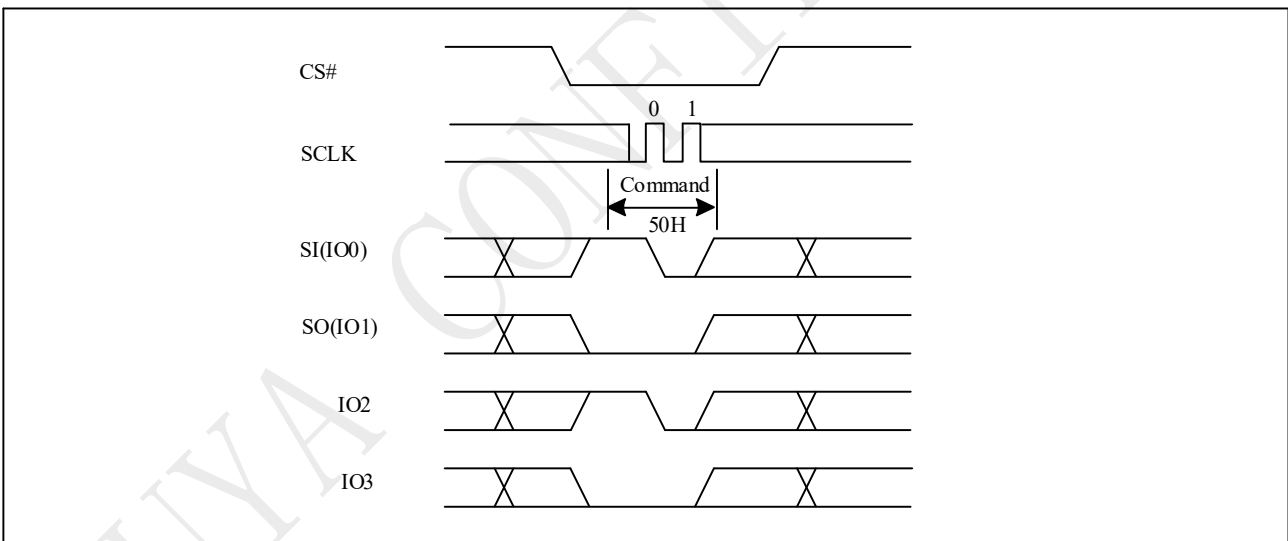 CS#
0 1
SCLK
Command
50H
SI(IO0)
SO(IO1)
IO2
IO3